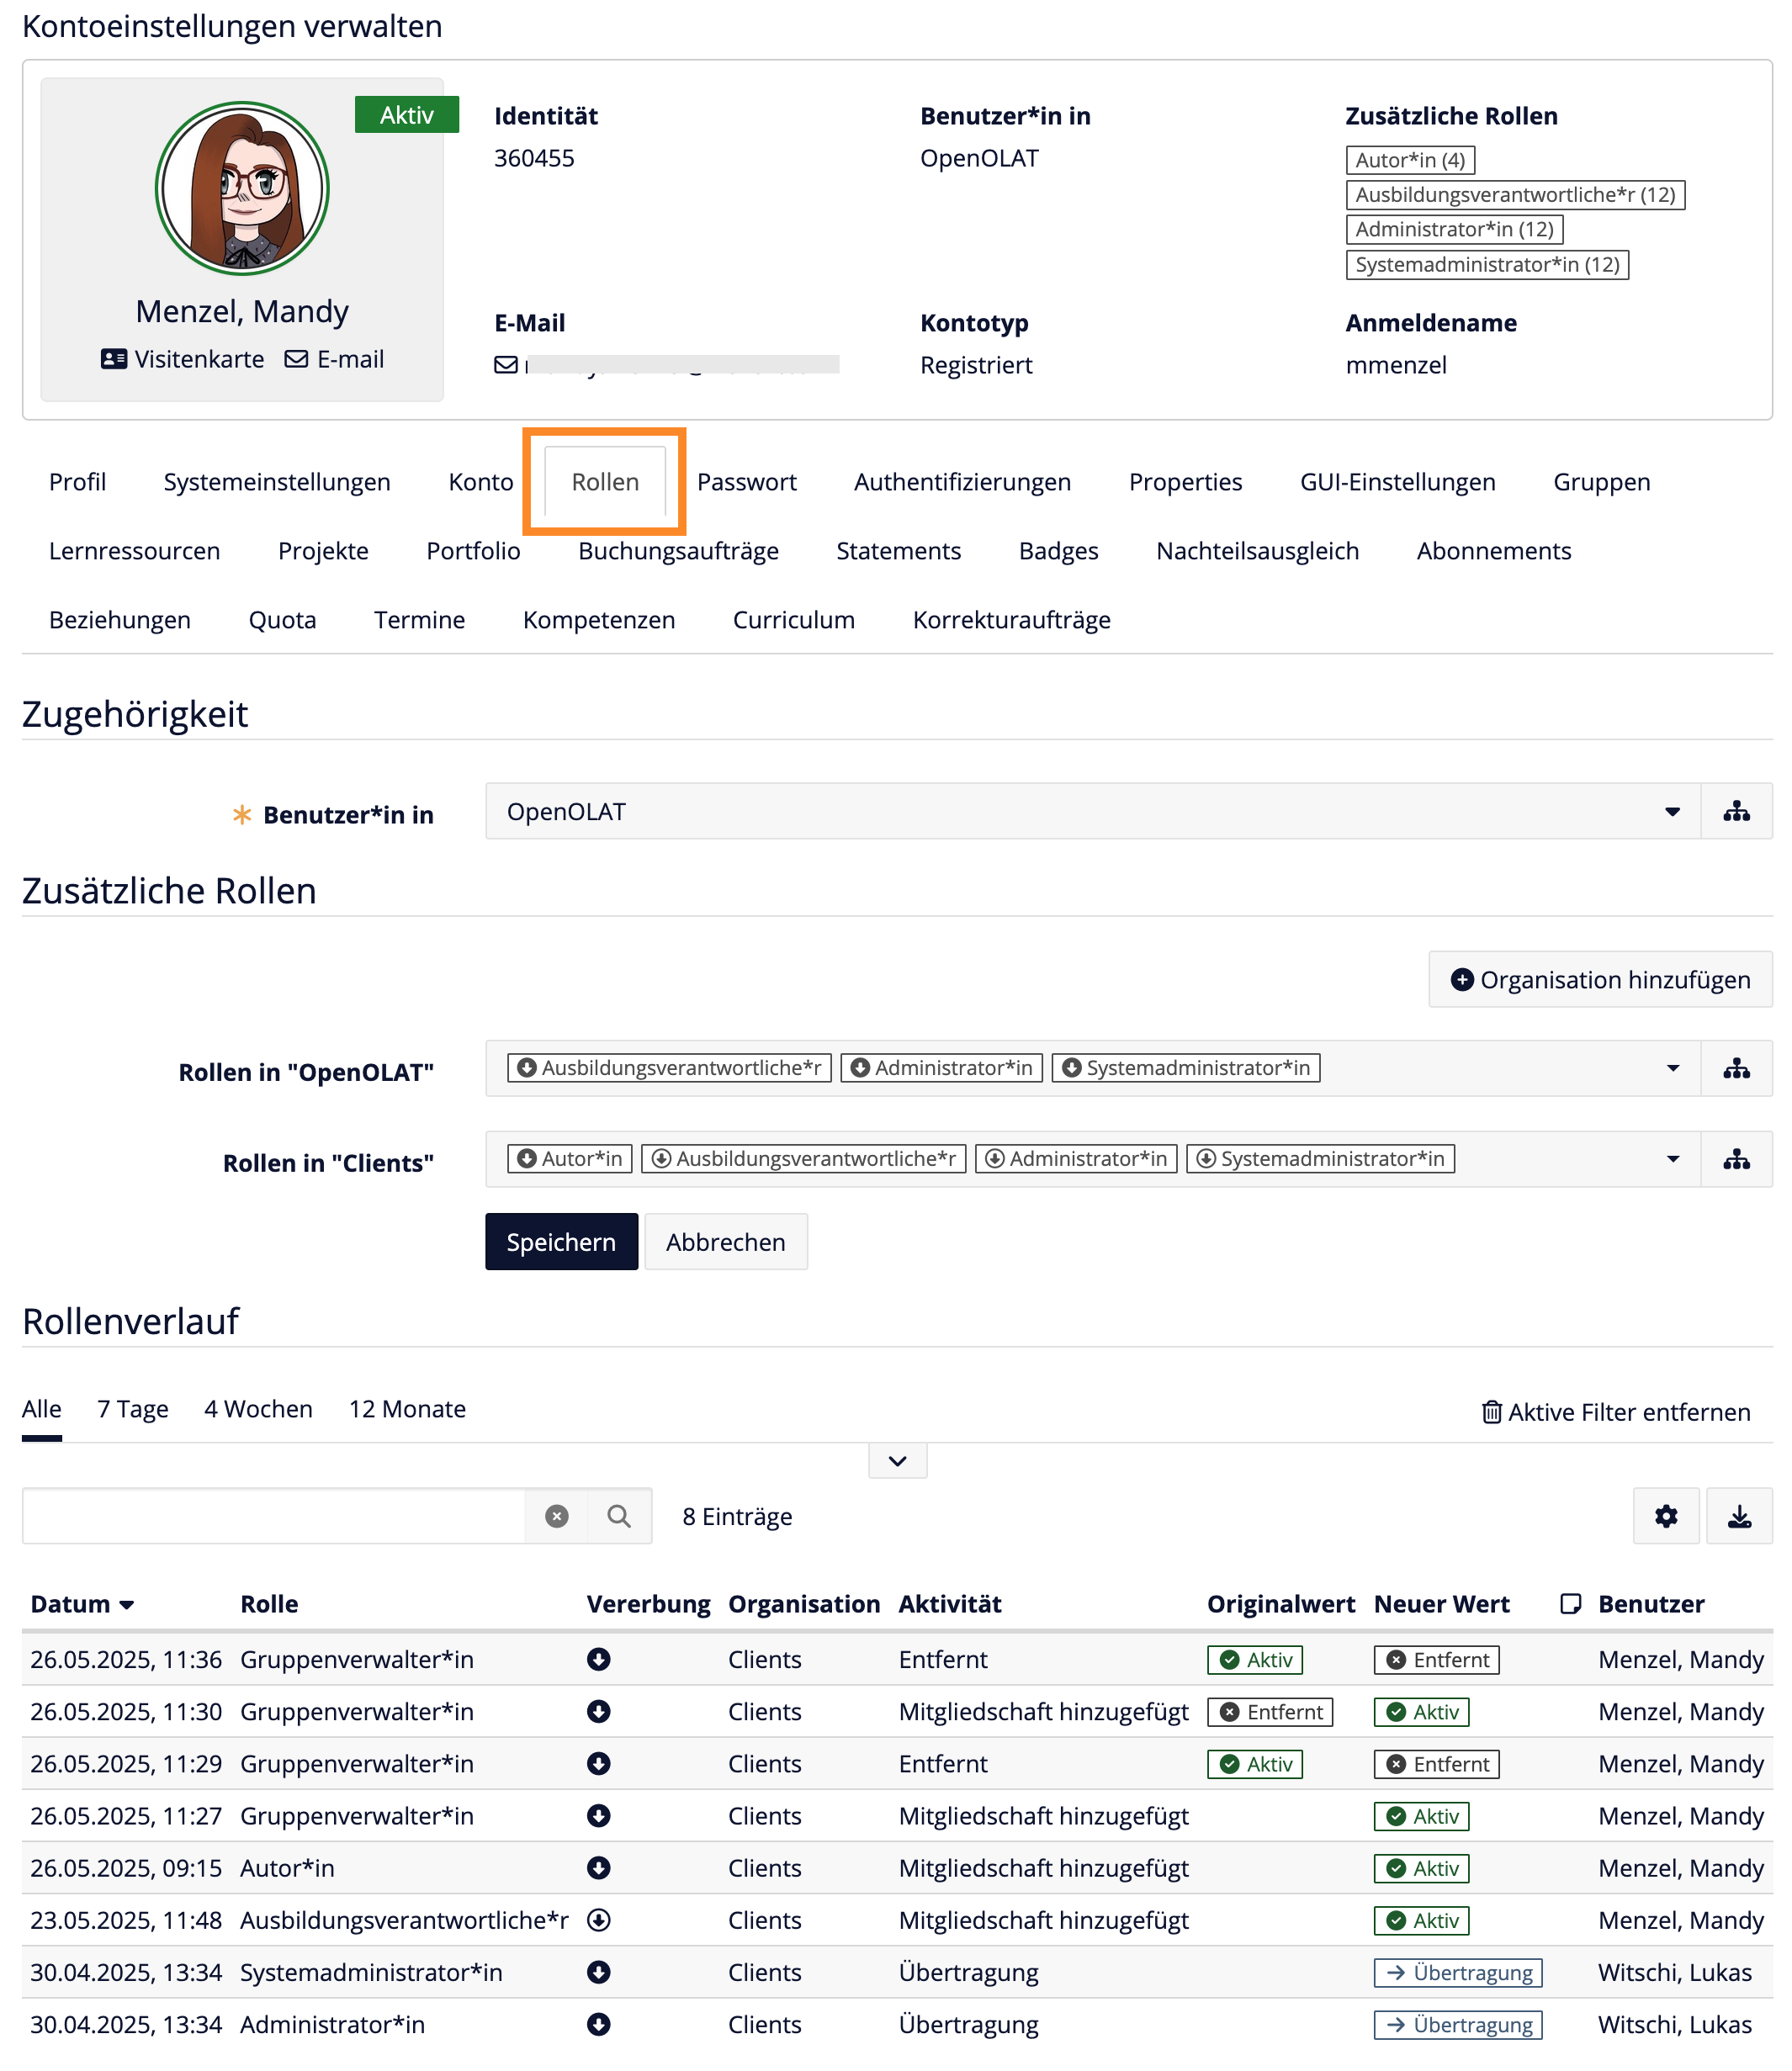 Kontoeinstellungen verwalten
Aktiv
Menzel, Mandy
Visitenkarte E-mail
Identität
360455
Benutzer*in in
OpenOLAT
Zusätzliche Rollen
Autor*in (4)
Ausbildungsverantwortliche*r (12)
Administrator*in (12)
Systemadministrator*in (12)
E-Mail
Kontotyp
Registriert
Anmeldename
mmenzel
Profil Systemeinstellungen Konto Rollen Passwort Authentifizierungen Properties GUI-Einstellungen Gruppen
Lernressourcen Projekte Portfolio Buchungsaufträge Statements Badges Nachteilsausgleich Abonnements
Beziehungen Quota Termine Kompetenzen Curriculum Korrekturaufträge
Zugehörigkeit
Benutzer*in in OpenOLAT
Zusätzliche Rollen
Organisation hinzufügen
Rollen in "OpenOLAT" Ausbildungsverantwortliche*r Administrator*in Systemadministrator*in
Rollen in "Clients" Autor*in Ausbildungsverantwortliche*r Administrator*in Systemadministrator*in
Speichern Abbrechen
Rollenverlauf
Alle 7 Tage 4 Wochen 12 Monate Aktive Filter entfernen
8 Einträge
Datum Rolle Vererbung Organisation Aktivität Originalwert Neuer Wert Benutzer
26.05.2025, 11:36 Gruppenverwalter*in Clients Entfernt Aktiv Entfernt Menzel, Mandy
26.05.2025, 11:30 Gruppenverwalter*in Clients Mitgliedschaft hinzugefügt Entfernt Aktiv Menzel, Mandy
26.05.2025, 11:29 Gruppenverwalter*in Clients Entfernt Aktiv Entfernt Menzel, Mandy
26.05.2025, 11:27 Gruppenverwalter*in Clients Mitgliedschaft hinzugefügt Aktiv Menzel, Mandy
26.05.2025, 09:15 Autor*in Clients Mitgliedschaft hinzugefügt Aktiv Menzel, Mandy
23.05.2025, 11:48 Ausbildungsverantwortliche*r Clients Mitgliedschaft hinzugefügt Aktiv Menzel, Mandy
30.04.2025, 13:34 Systemadministrator*in Clients Übertragung Übertragung Witschi, Lukas
30.04.2025, 13:34 Administrator*in Clients Übertragung Übertragung Witschi, Lukas